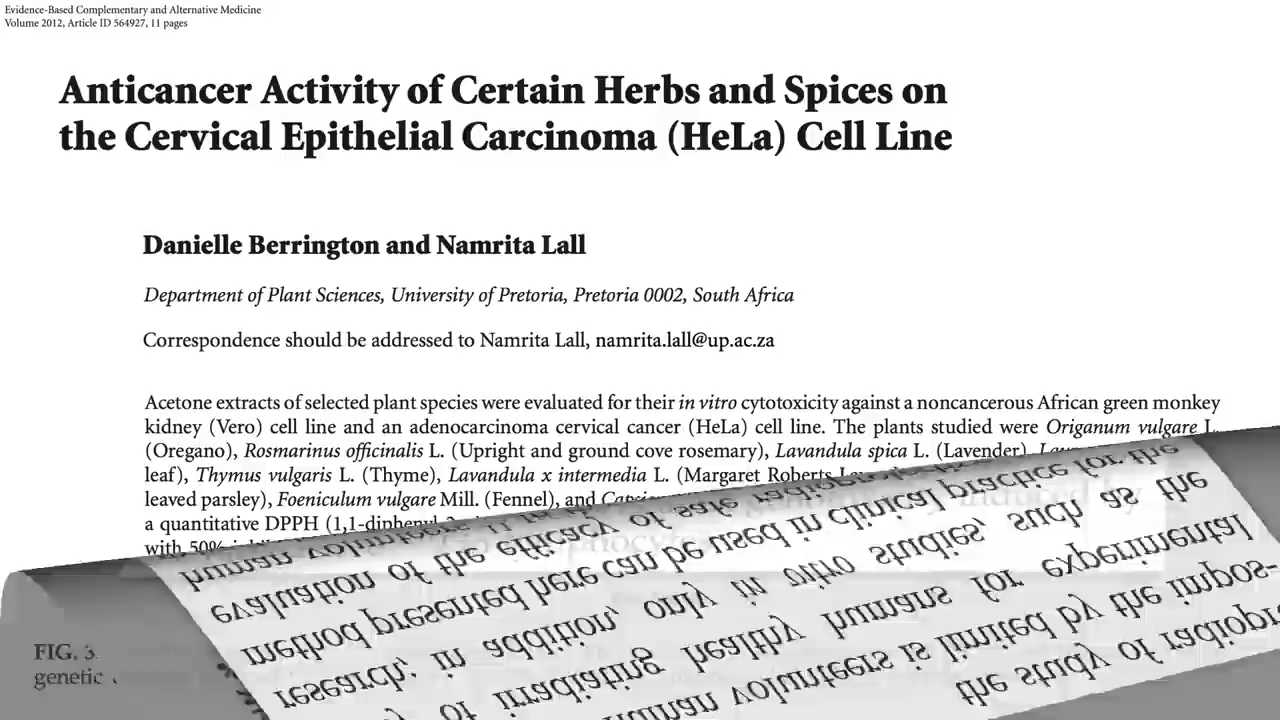 Evidence-Based Complementary and Alternative Medicine
Volume 2012, Article ID 564927, 11 pages
Anticancer Activity of Certain Herbs and Spices on
the Cervical Epithelial Carcinoma (HeLa) Cell Line
Danielle Berrington and Namrita Lall
Department of Plant Sciences, University of Pretoria, Pretoria 0002, South Africa
Correspondence should be addressed to Namrita Lall, namrita.lall@up.ac.za
Acetone extracts of selected plant species were evaluated for their in vitro cytotoxicity against a noncancerous African green monkey
kidney (Vero) cell line and an adenocarcinoma cervical cancer (HeLa) cell line. The plants studied were Origanum vulgare L.
(Oregano), Rosmarinus officinalis L. (Upright and ground cove rosemary), Lavandula spica L. (Lavender),
leaf), Thymus vulgaris L. (Thyme), Lavandula x intermedia L. (Margaret Roberts
leaved parsley), Foeniculum vulgare Mill. (Fennel), and
a quantitative DPPH
with 50%
human volunteers
evaluation of the efficacy of safe
method presented here can be used in clinical practice for the
research, in addition, only in vitro studies, such as the
of irradiating healthy humans for experimental
volunteers is limited by the impos-
the study of
induced by
FIG. 3.
genetic